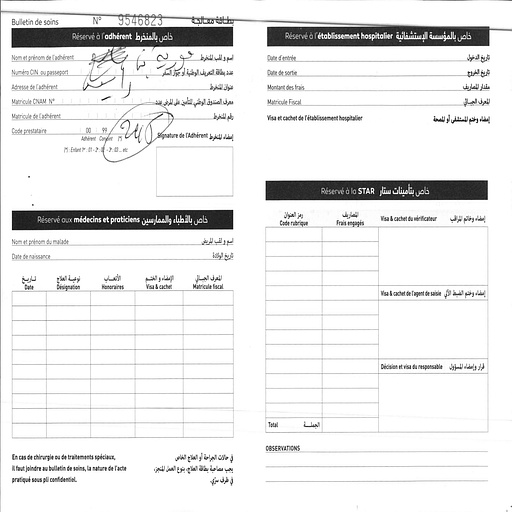 Bulletin de soins N° 9546823 بطاقة معالجة
Réservé à l'adhérent خاص بالمنخرط
Nom et prénom de l'adhérent إسم و لقب المنخرط
Numéro CIN ou passeport عدد بطاقة التعريف الوطنية أو جواز السفر
Adresse de l'adhérent عنوان المنخرط
Matricule CNAM N° معرف الصندوق الوطني للتأمين على المرض عدد
Matricule de l'adhérent رقم المنخرط
Code prestataire 00 99
Adhérent Conjoint (*)
(*) : Enfant 1er : 01 - 2e : 02 - 3e : 03 ... etc
Signature de l'Adhérent إمضاء المنخرط
Réservé aux médecins et praticiens خاص بالأطباء والممارسين
Nom et prénom du malade إسم و لقب المريض
Date de naissance تاريخ الولادة
تاريخ نوعية العلاج الأتعاب الإمضاء و الختم المعرف الجبائي
Date Désignation Honoraires Visa & cachet Matricule fiscal
En cas de chirurgie ou de traitements spéciaux,
il faut joindre au bulletin de soins, la nature de l'acte
pratiqué sous pli confidentiel.
في حالات الجراحة أو العلاج الخاص
يجب مصاحبة بطاقة العلاج، بنوع العمل المنجز،
في ظرف سري.
Réservé à l'établissement hospitalier خاص بالمؤسسة الإستشفائية
Date d'entrée تاريخ الدخول
Date de sortie تاريخ الخروج
Montant des frais مقدار المصاريف
Matricule Fiscal المعرف الجبائي
Visa et cachet de l'établissement hospitalier إمضاء وختم المستشفى أو المصحة
Réservé à la STAR خاص بتأمينات ستار
رمز العنوان المصاريف
Code rubrique Frais engagés
Visa & cachet du vérificateur إمضاء وختم المراقب
Visa & cachet de l'agent de saisie إمضاء وختم الضبط الآلي
Décision et visa du responsable قرار وإمضاء المسؤول
Total الجملة
OBSERVATIONS